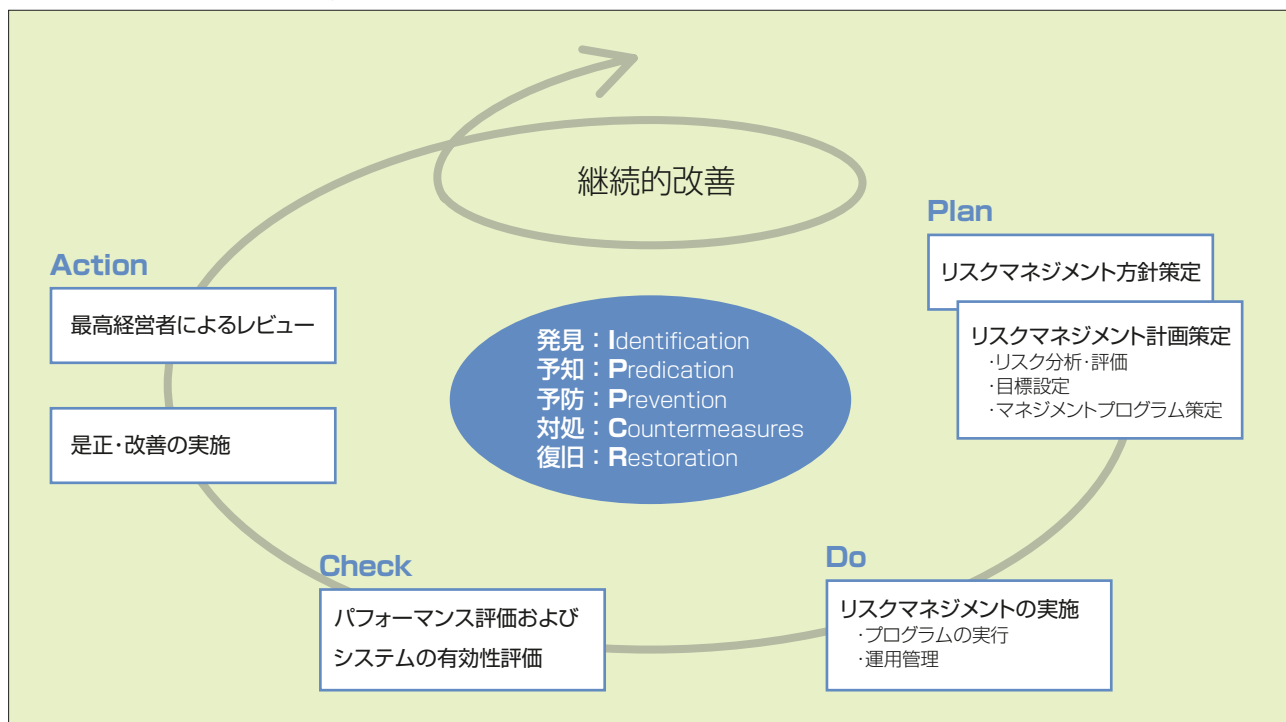 継続的改善
Plan
リスクマネジメント方針策定
リスクマネジメント計画策定
・リスク分析・評価
・目標設定
・マネジメントプログラム策定
Do
リスクマネジメントの実施
・プログラムの実行
・運用管理
Check
パフォーマンス評価および
システムの有効性評価
Action
最高経営者によるレビュー
是正・改善の実施
発見：Identification
予知：Predication
予防：Prevention
対処：Countermeasures
復旧：Restoration